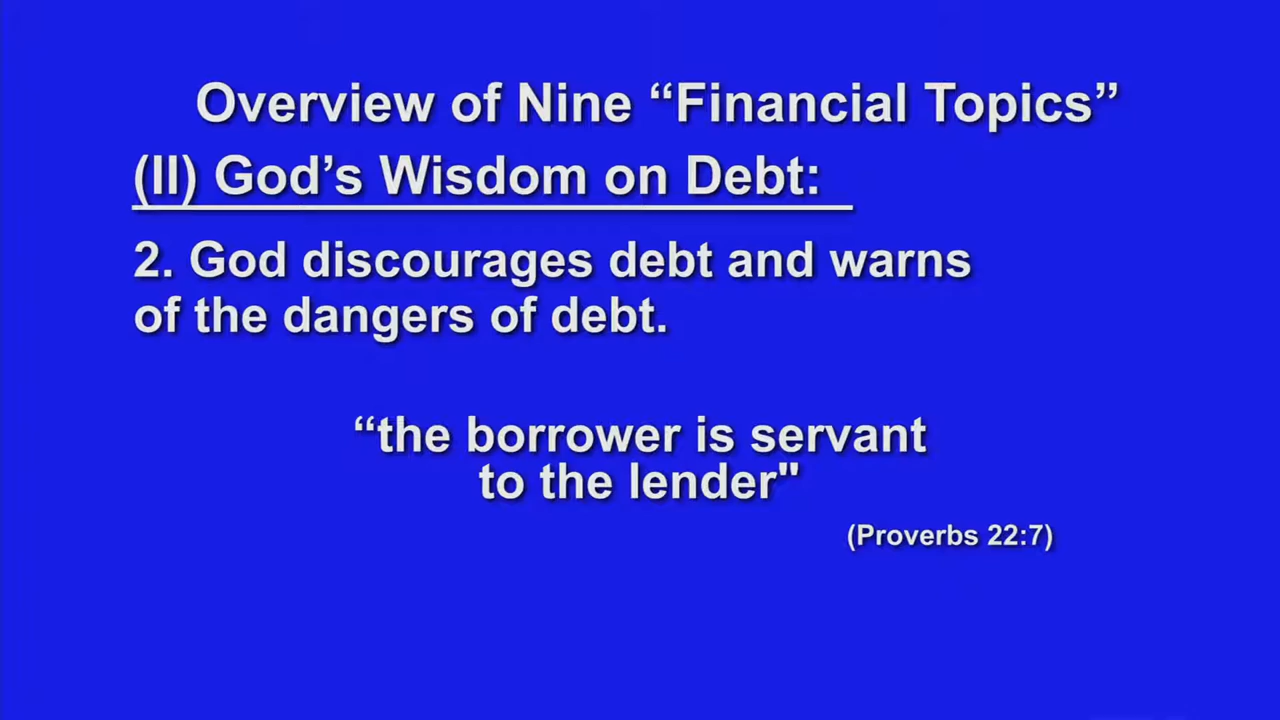 Overview of Nine “Financial Topics”
(II) God’s Wisdom on Debt:
2. God discourages debt and warns
of the dangers of debt.
“the borrower is servant
to the lender"
(Proverbs 22:7)